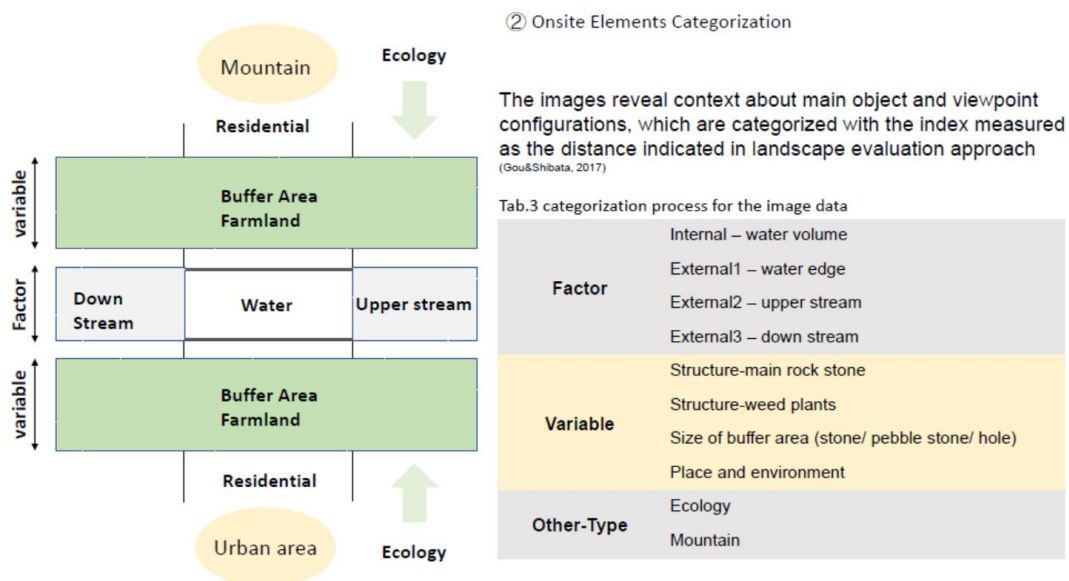 ② Onsite Elements Categorization
Mountain
Ecology
Residential
variable
Buffer Area
Farmland
Factor
Down
Stream
Water
Upper stream
variable
Buffer Area
Farmland
Residential
Urban area
Ecology
The images reveal context about main object and viewpoint
configurations, which are categorized with the index measured
as the distance indicated in landscape evaluation approach
(Gou&Shibata, 2017)
Tab.3 categorization process for the image data
Factor
Internal – water volume
External1 – water edge
External2 – upper stream
External3 – down stream
Variable
Structure-main rock stone
Structure-weed plants
Size of buffer area (stone/ pebble stone/ hole)
Place and environment
Other-Type
Ecology
Mountain